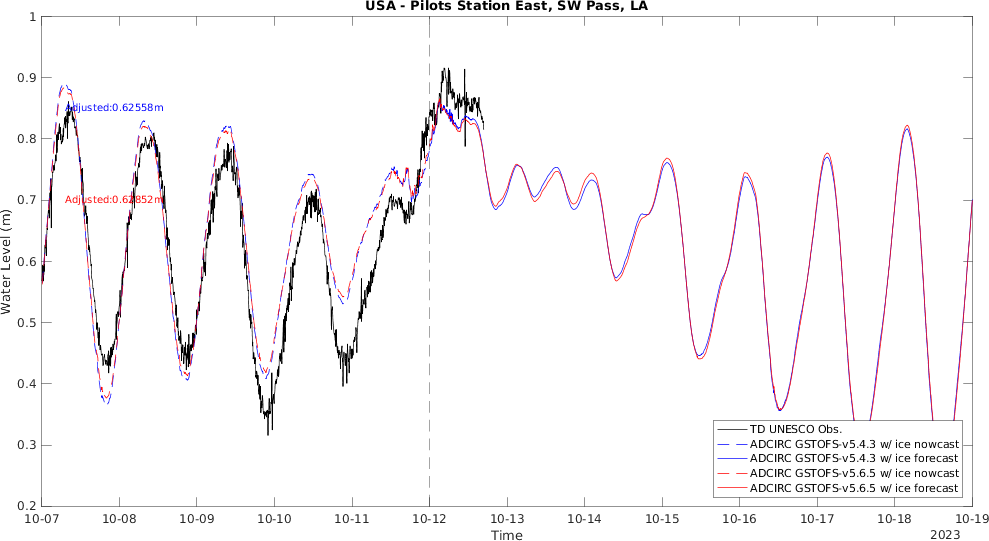 USA - Pilots Station East, SW Pass, LA
1
0.9
0.8
0.7
0.6
0.5
0.4
0.3
0.2
Water Level (m)
Adjusted:0.62558m
Adjusted:0.62852m
TD UNESCO Obs.
ADCIRC GSTOFS-v5.4.3 w/ ice nowcast
ADCIRC GSTOFS-v5.4.3 w/ ice forecast
ADCIRC GSTOFS-v5.6.5 w/ ice nowcast
ADCIRC GSTOFS-v5.6.5 w/ ice forecast
10-07 10-08 10-09 10-10 10-11 10-12 10-13 10-14 10-15 10-16 10-17 10-18 10-19
Time
2023